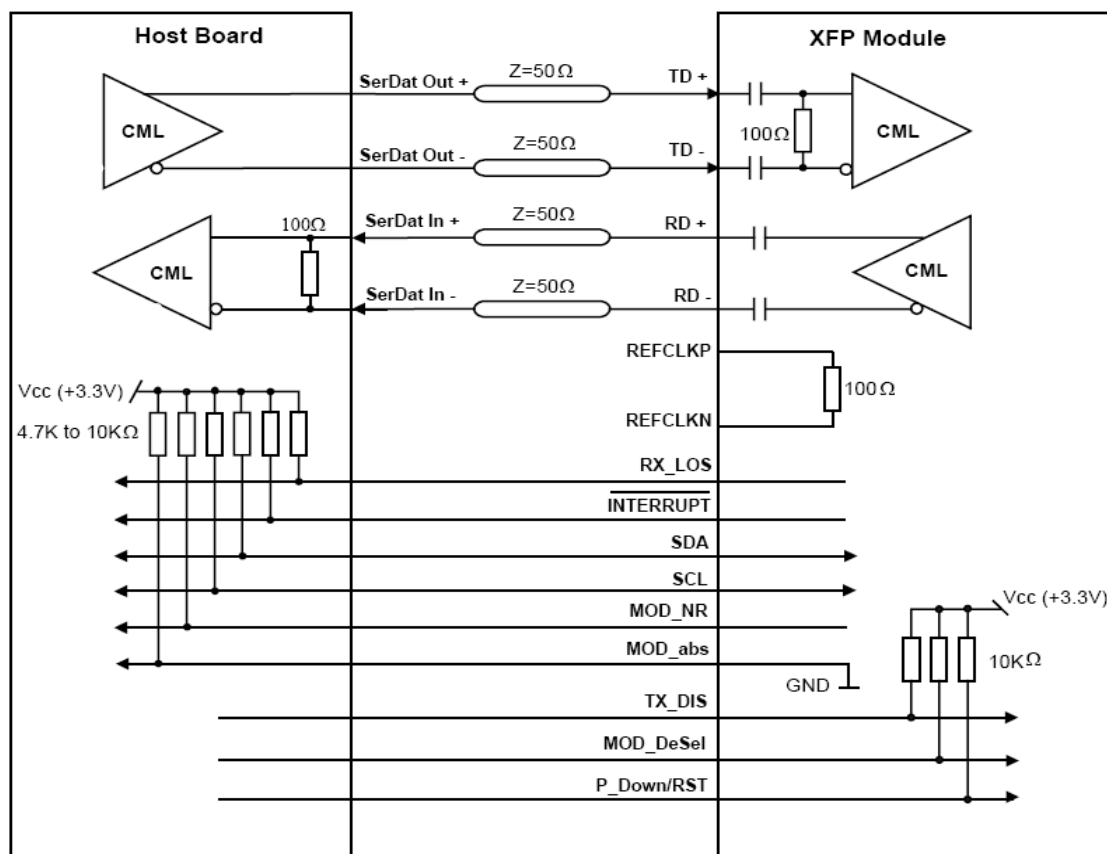 Host Board
XFP Module
SerDat Out +
Z=50Ω
TD +
CML
100Ω
CML
SerDat Out -
Z=50Ω
TD -
100Ω
SerDat In +
Z=50Ω
RD +
CML
CML
SerDat In -
Z=50Ω
RD -
REFCLKP
100Ω
REFCLKN
Vcc (+3.3V)
4.7K to 10KΩ
RX_LOS
INTERRUPT
SDA
SCL
Vcc (+3.3V)
MOD_NR
MOD_abs
10KΩ
GND
TX_DIS
MOD_DeSel
P_Down/RST